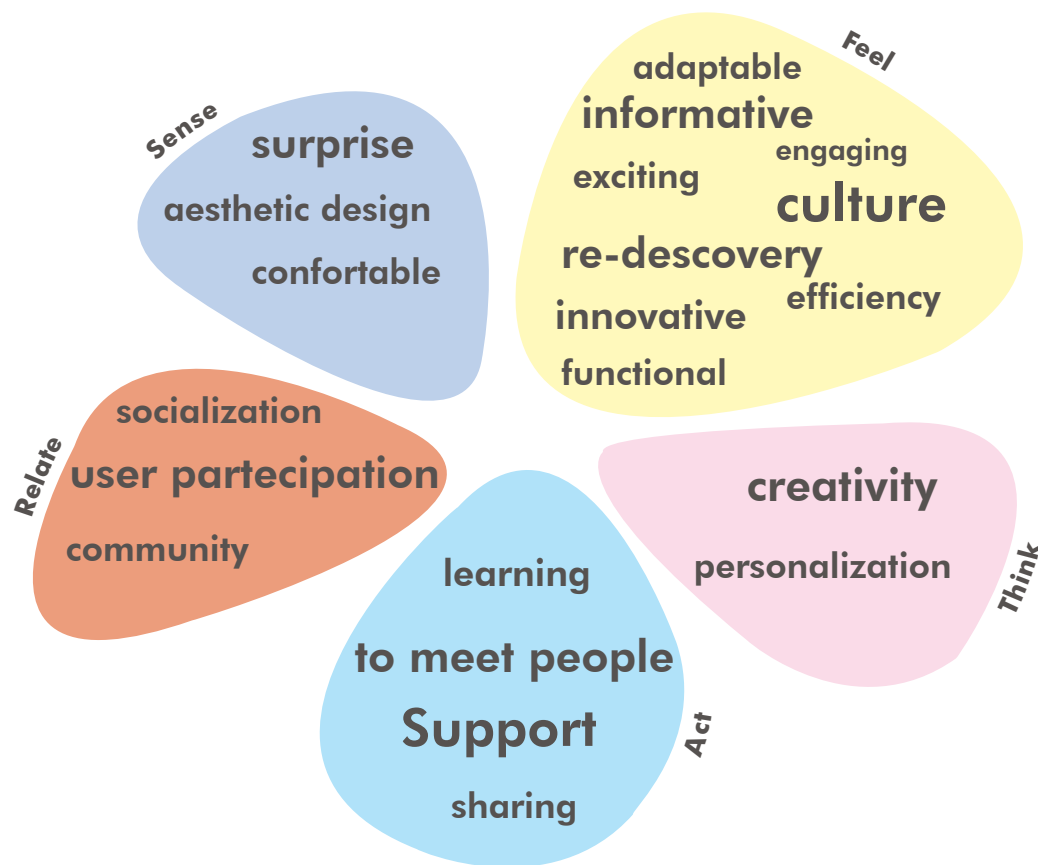 Sense
surprise
aesthetic design
confortable
Feel
adaptable
informative
engaging
exciting
culture
re-descovery
efficiency
innovative
functional
Relate
socialization
user partecipation
community
Act
learning
to meet people
Support
sharing
Think
creativity
personalization